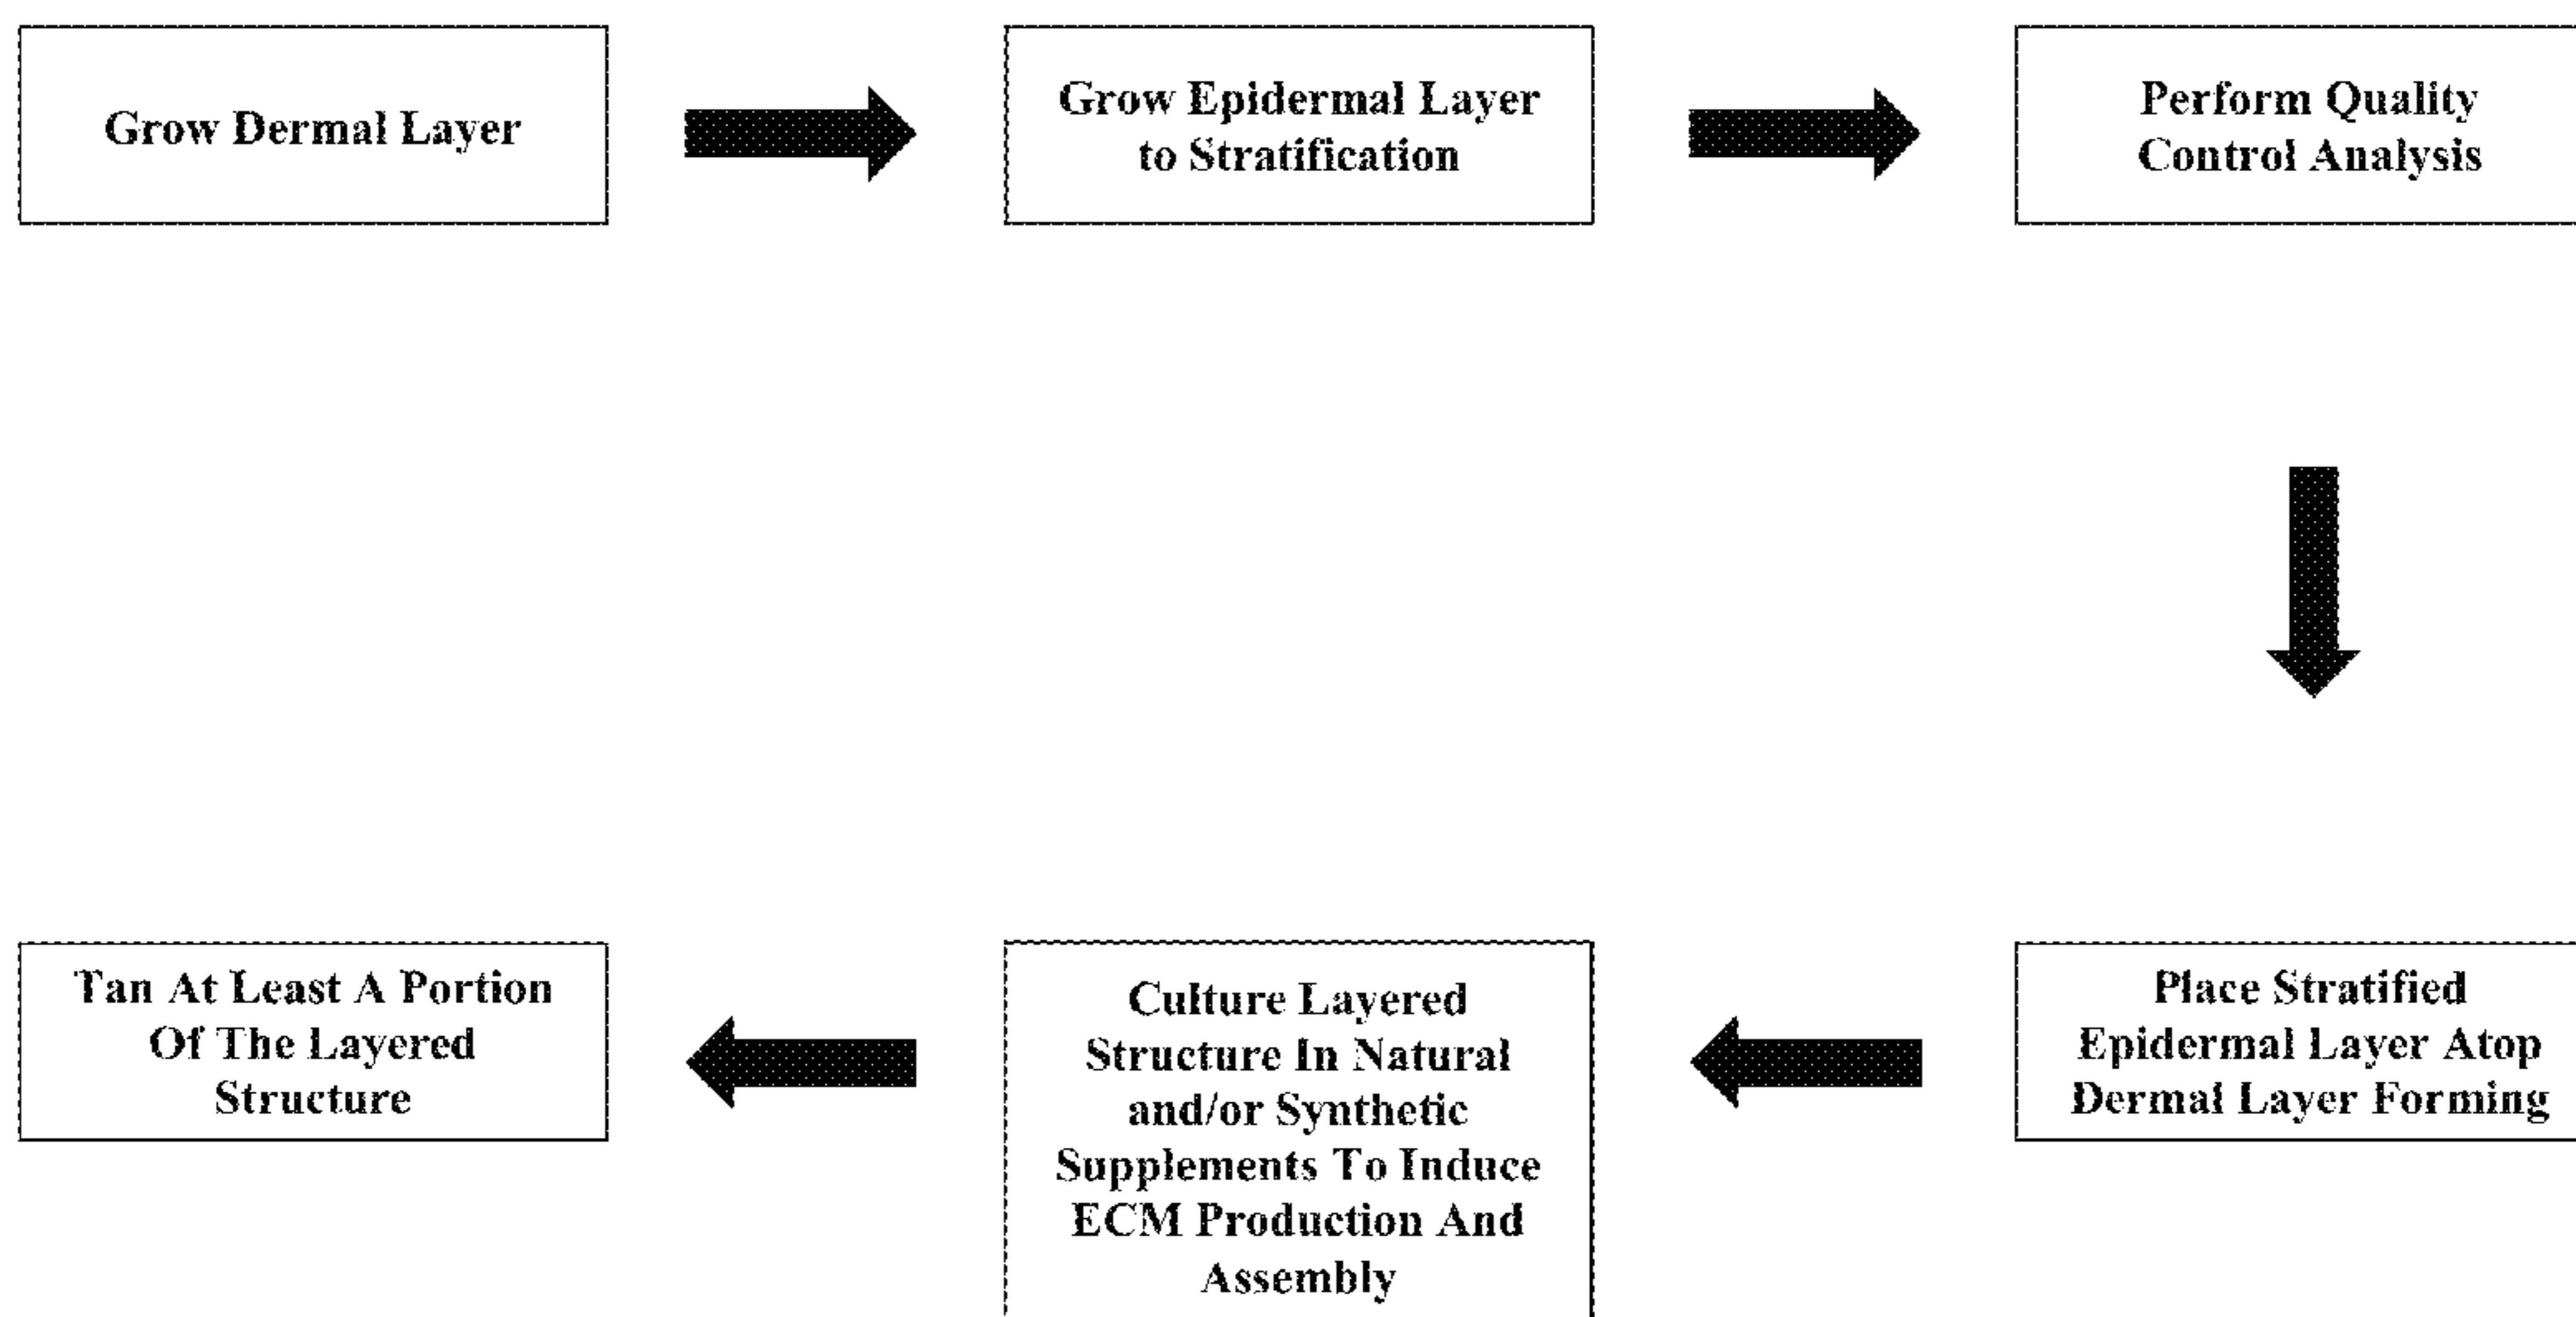 Grow Dermal Layer
Grow Epidermal Layer
to Stratification
Perform Quality
Control Analysis
Place Stratified
Epidermal Layer Atop
Dermal Layer Forming
Culture Layered
Structure In Natural
and/or Synthetic
Supplements To Induce
ECM Production And
Assembly
Tan At Least A Portion
Of The Layered
Structure